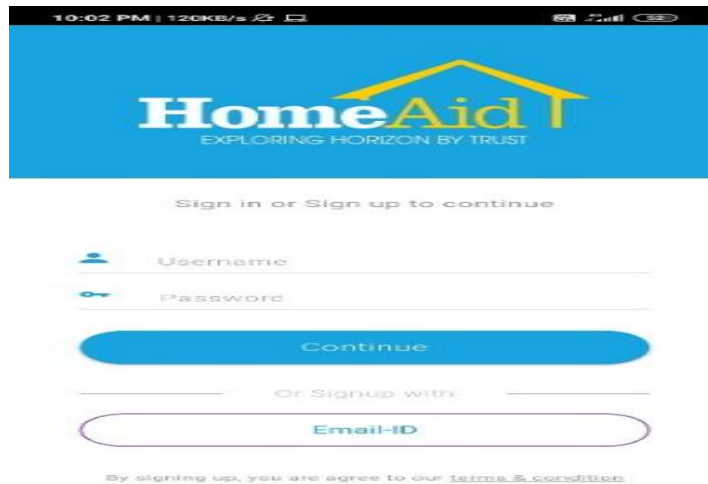 10:02 PM | 120KB/s
HomeAid
EXPLORING HORIZON BY TRUST
Sign in or Sign up to continue
Username
Password
Continue
Or Signup with
Email-ID
By signing up, you are agree to our terms & condition